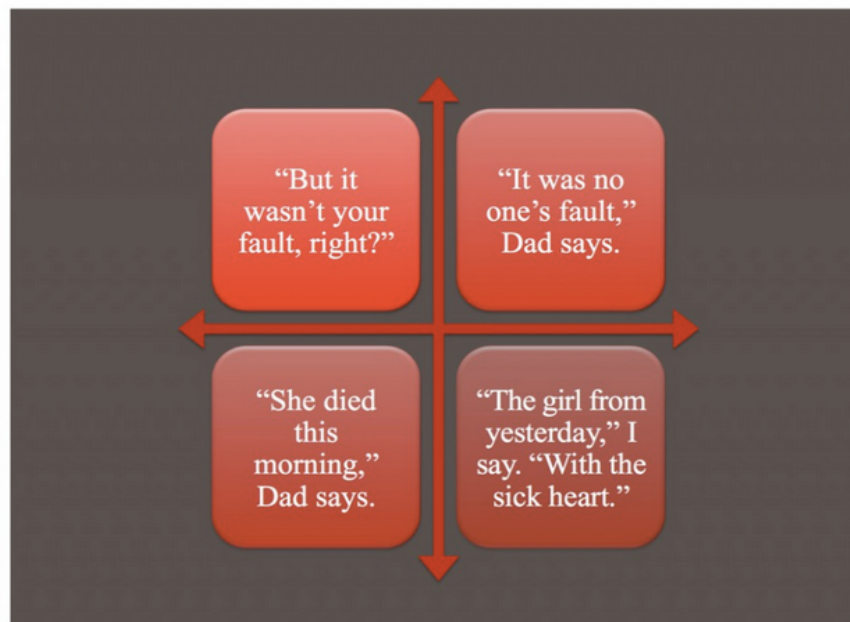 “But it
wasn’t your
fault, right?”
“It was no
one’s fault,”
Dad says.
“She died
this
morning,”
Dad says.
“The girl from
yesterday,” I
say. “With the
sick heart.”